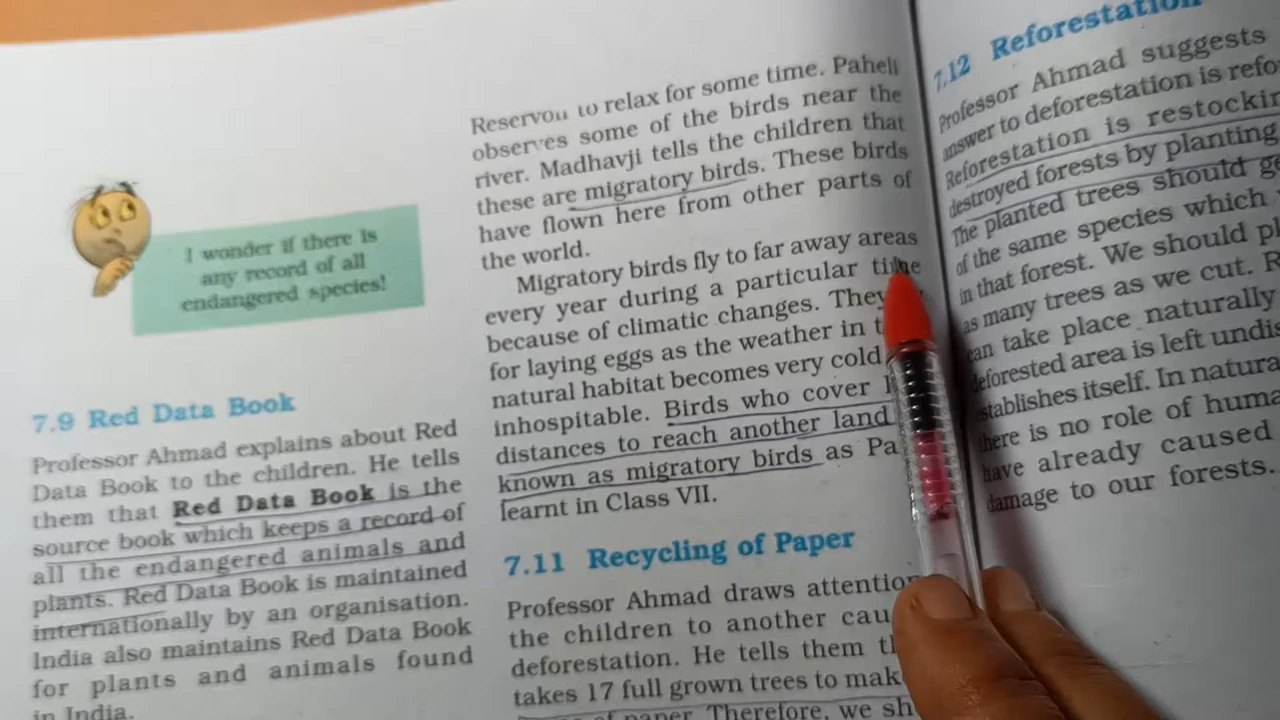 I wonder if there is
any record of all
endangered species!
7.9 Red Data Book
Professor Ahmad explains about Red
Data Book to the children. He tells
them that Red Data Book is the
source book which keeps a record of
all the endangered animals and
plants. Red Data Book is maintained
internationally by an organisation.
India also maintains Red Data Book
for plants and animals found
in India.
to relax for some time. Paheli
observes some of the birds near the
river. Madhavji tells the children that
these are migratory birds. These birds
have flown here from other parts of
the world.
Migratory birds fly to far away areas
every year during a particular time
because of climatic changes. They
for laying eggs as the weather in
natural habitat becomes very cold
inhospitable. Birds who cover
distances to reach another land
known as migratory birds as
learnt in Class VII.
7.11 Recycling of Paper
Professor Ahmad draws attention
the children to another
deforestation. He tells them
takes 17 full grown trees to
of paper. Therefore, we
7.12 Reforestation
Professor Ahmad suggests
answer to deforestation is
Reforestation is
destroyed forests by planting
The planted trees should
of the same species which
in that forest. We should
as many trees as we cut.
can take place naturally
deforested area is left
establishes itself. In
there is no role of
have already caused
damage to our forests.